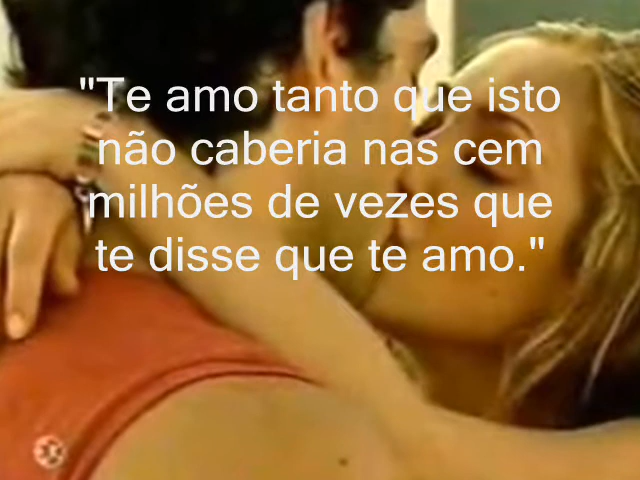 "Te amo tanto que isto
não caberia nas cem
milhões de vezes que
te disse que te amo."